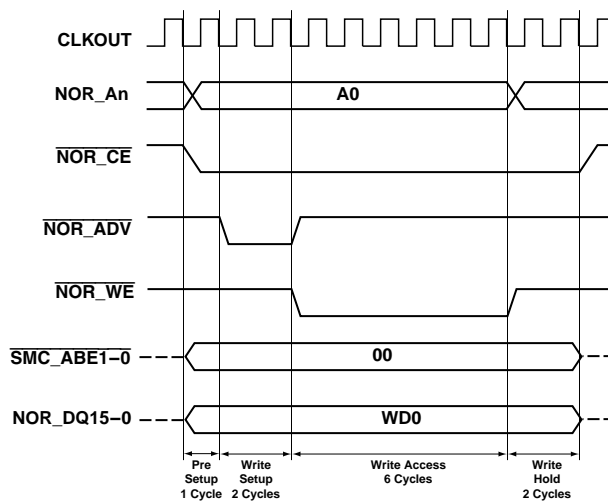 CLKOUT
NOR_An
A0
NOR_CE
NOR_ADV
NOR_WE
SMC_ABE1–0
00
NOR_DQ15–0
WD0
Pre
Setup
1 Cycle
Write
Setup
2 Cycles
Write Access
6 Cycles
Write
Hold
2 Cycles